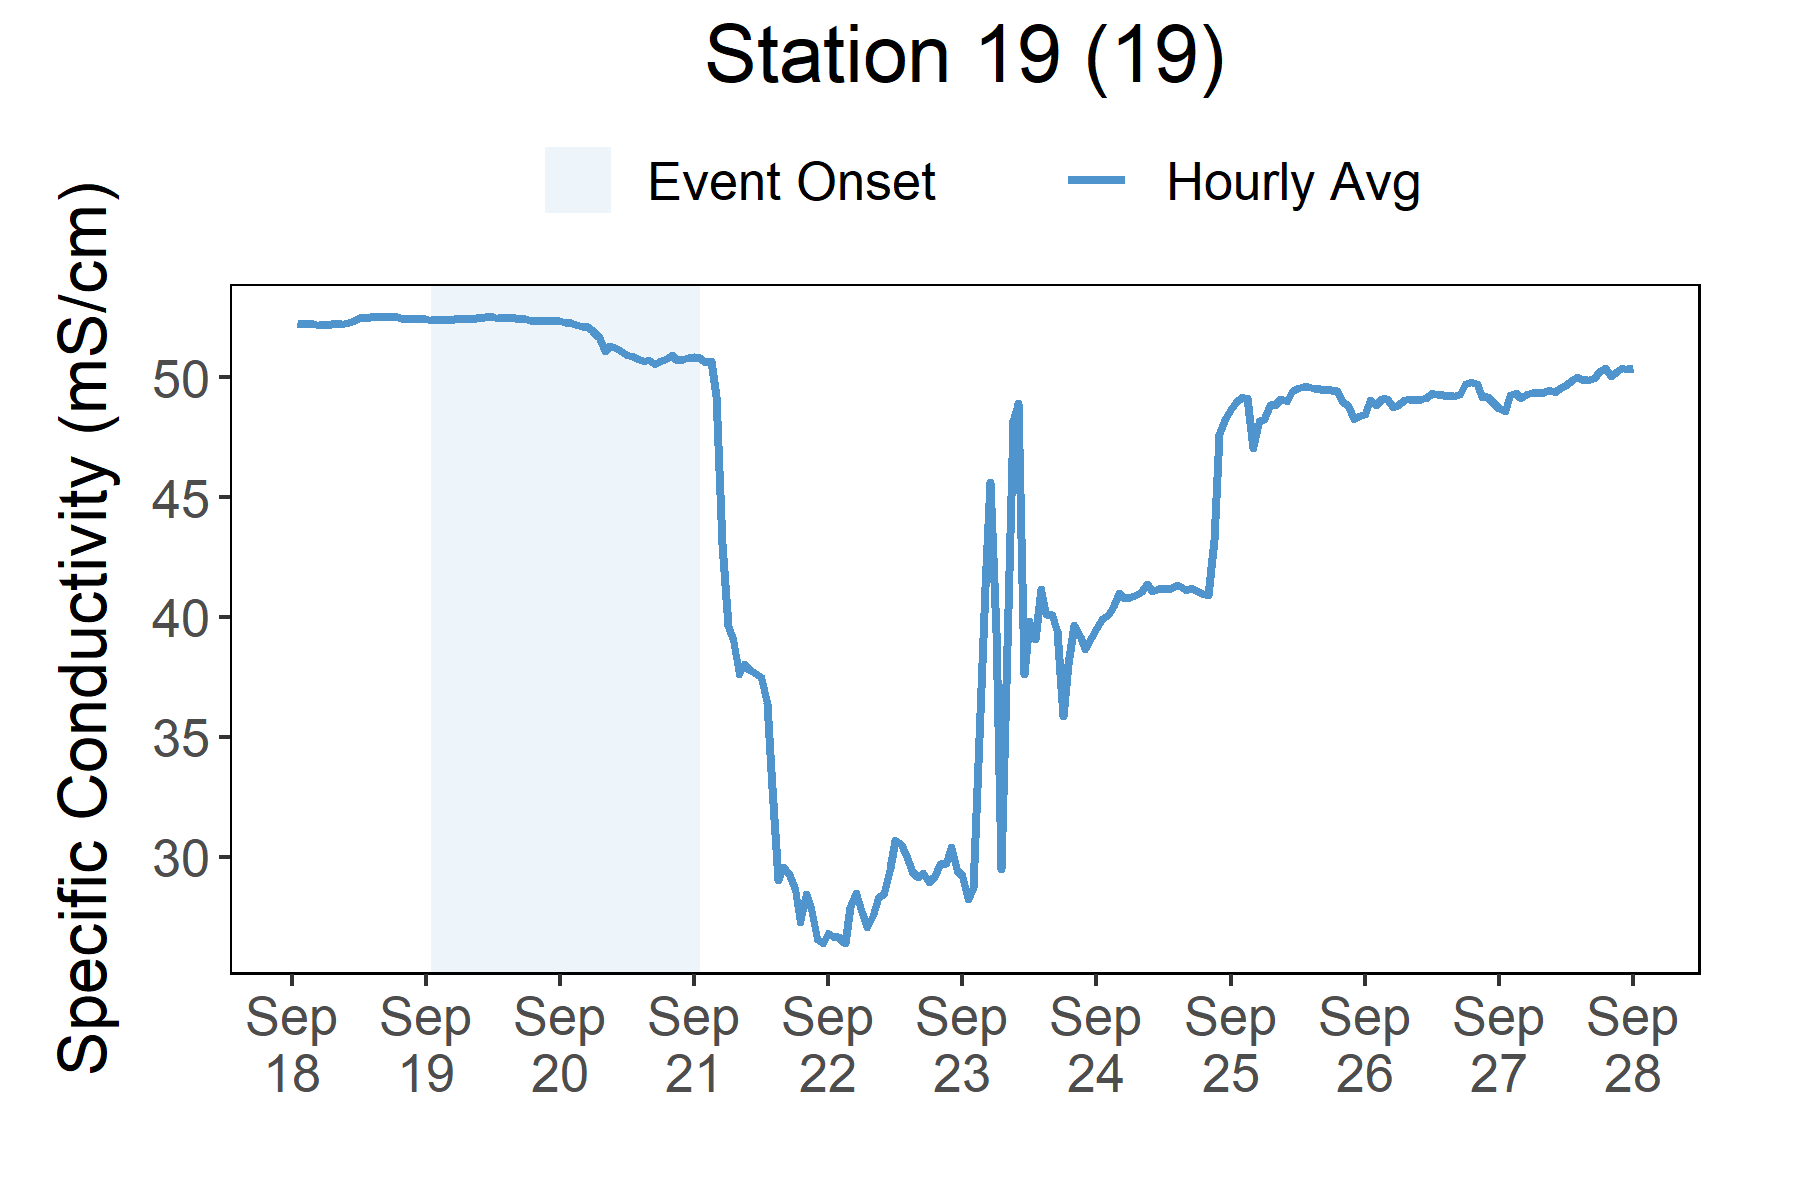 Station 19 (19)
Event Onset
Hourly Avg
Specific Conductivity (mS/cm)
50
45
40
35
30
Sep 18
Sep 19
Sep 20
Sep 21
Sep 22
Sep 23
Sep 24
Sep 25
Sep 26
Sep 27
Sep 28